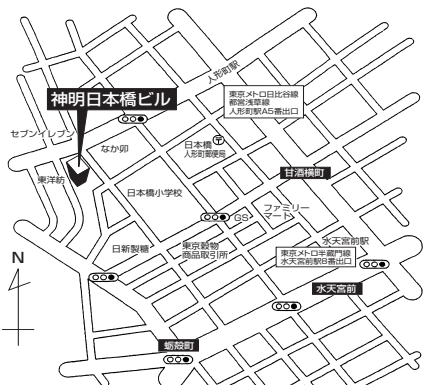 人形町駅
東京メトロ日比谷線
都営浅草線
人形町駅A5番出口
神明日本橋ビル
セブンイレブン
なか卯
日本橋
人形町郵便局
東洋紡
甘酒横町
日本橋小学校
ファミリー
マート
GS
水天宮前駅
日新製糖
東京穀物
商品取引所
東京メトロ半蔵門線
水天宮前駅8番出口
N
水天宮前
蛎殻町